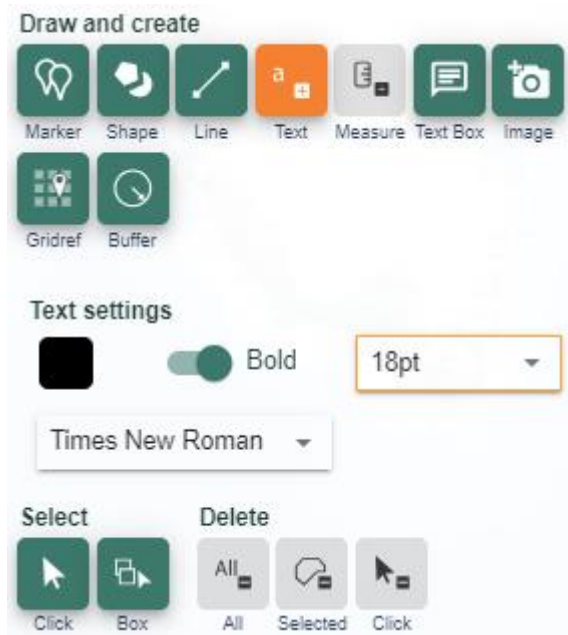 Draw and create
a
Marker Shape Line Text Measure Text Box Image
Gridref Buffer
Text settings
Bold 18pt
Times New Roman
Select Delete
All
Click Box All Selected Click